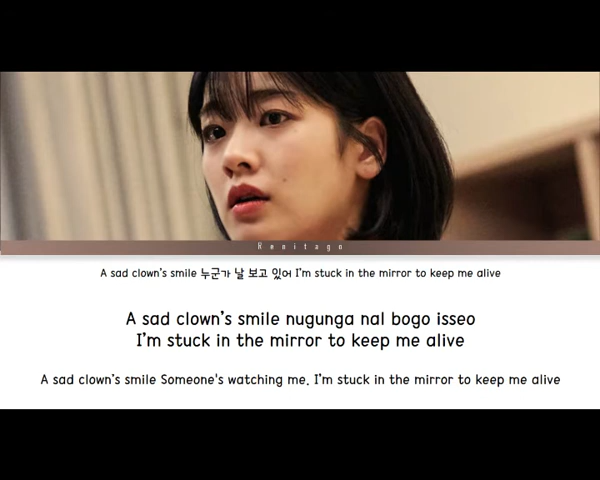 Renitago
A sad clown's smile 누군가 날 보고 있어 I'm stuck in the mirror to keep me alive
A sad clown's smile nugunga nal bogo isseo
I'm stuck in the mirror to keep me alive
A sad clown's smile Someone's watching me. I'm stuck in the mirror to keep me alive